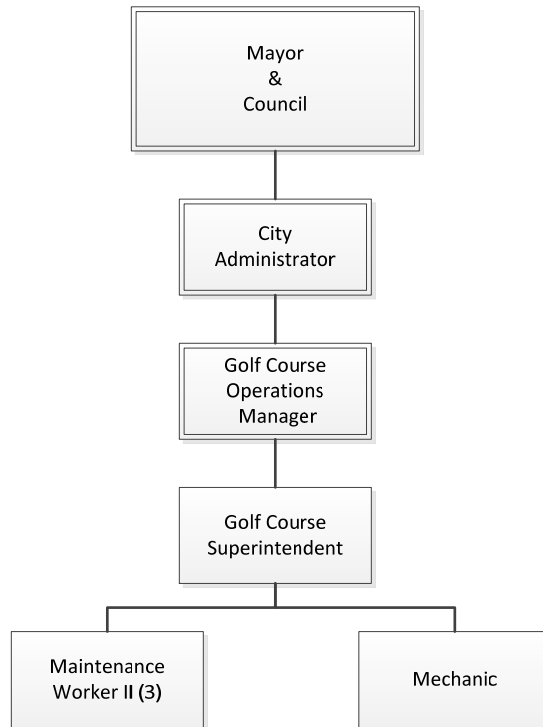 Mayor
&
Council
City
Administrator
Golf Course
Operations
Manager
Golf Course
Superintendent
Maintenance
Worker II (3)
Mechanic